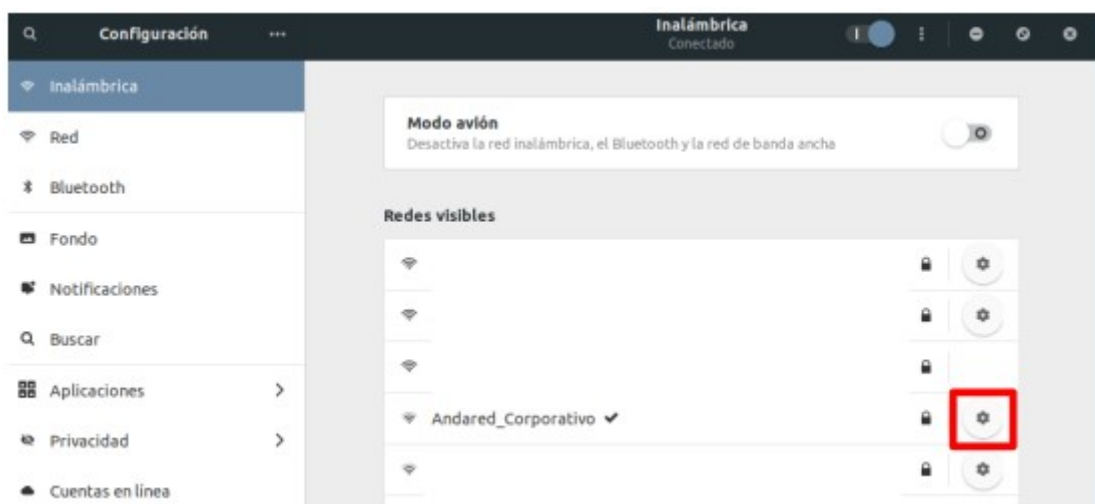 Configuración
Inalámbrica
Conectado
Inalámbrica
Red
Bluetooth
Fondo
Notificaciones
Buscar
Aplicaciones
Privacidad
Cuentas en línea
Modo avión
Desactiva la red inalámbrica, el Bluetooth y la red de banda ancha
Redes visibles
Andared_Corporativo